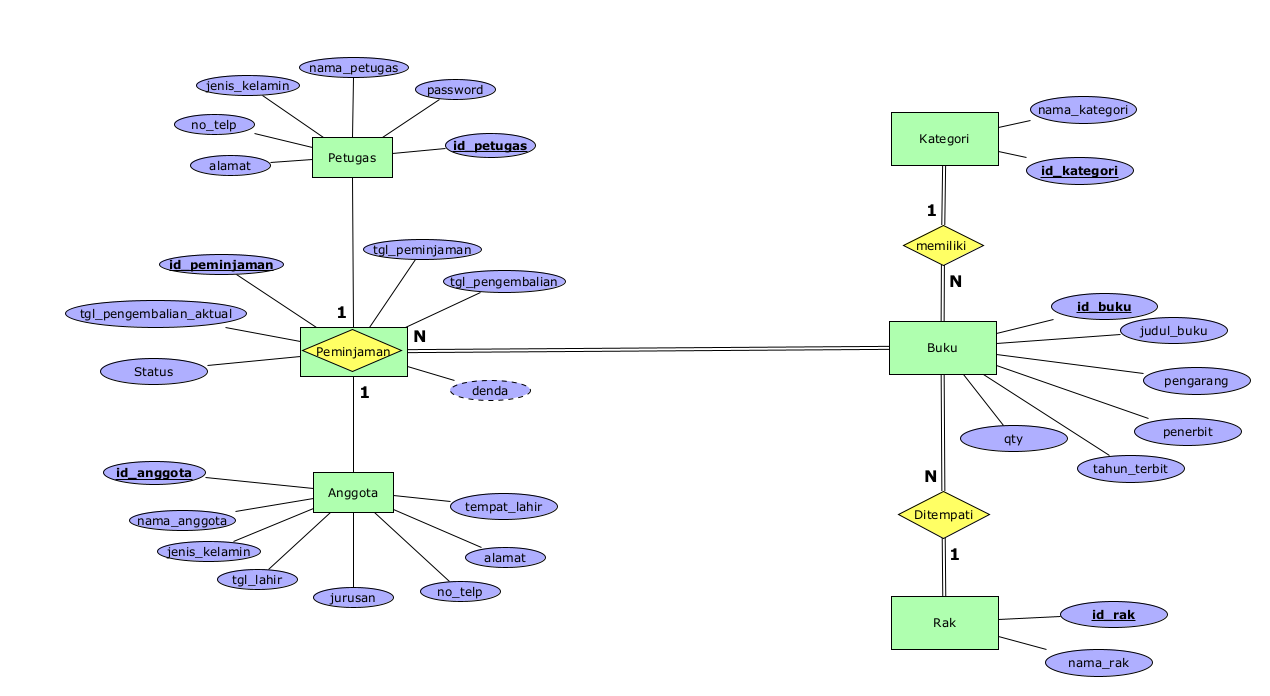 nama_petugas
jenis_kelamin
password
no_telp
id_petugas
alamat
Petugas
nama_kategori
Kategori
id_kategori
1
memiliki
N
tgl_peminjaman
id_peminjaman
tgl_pengembalian
tgl_pengembalian_aktual
1
N
Peminjaman
Status
1
denda
id_buku
judul_buku
Buku
pengarang
penerbit
qty
tahun_terbit
N
Ditempati
1
id_anggota
Anggota
tempat_lahir
nama_anggota
jenis_kelamin
alamat
tgl_lahir
no_telp
jurusan
id_rak
Rak
nama_rak